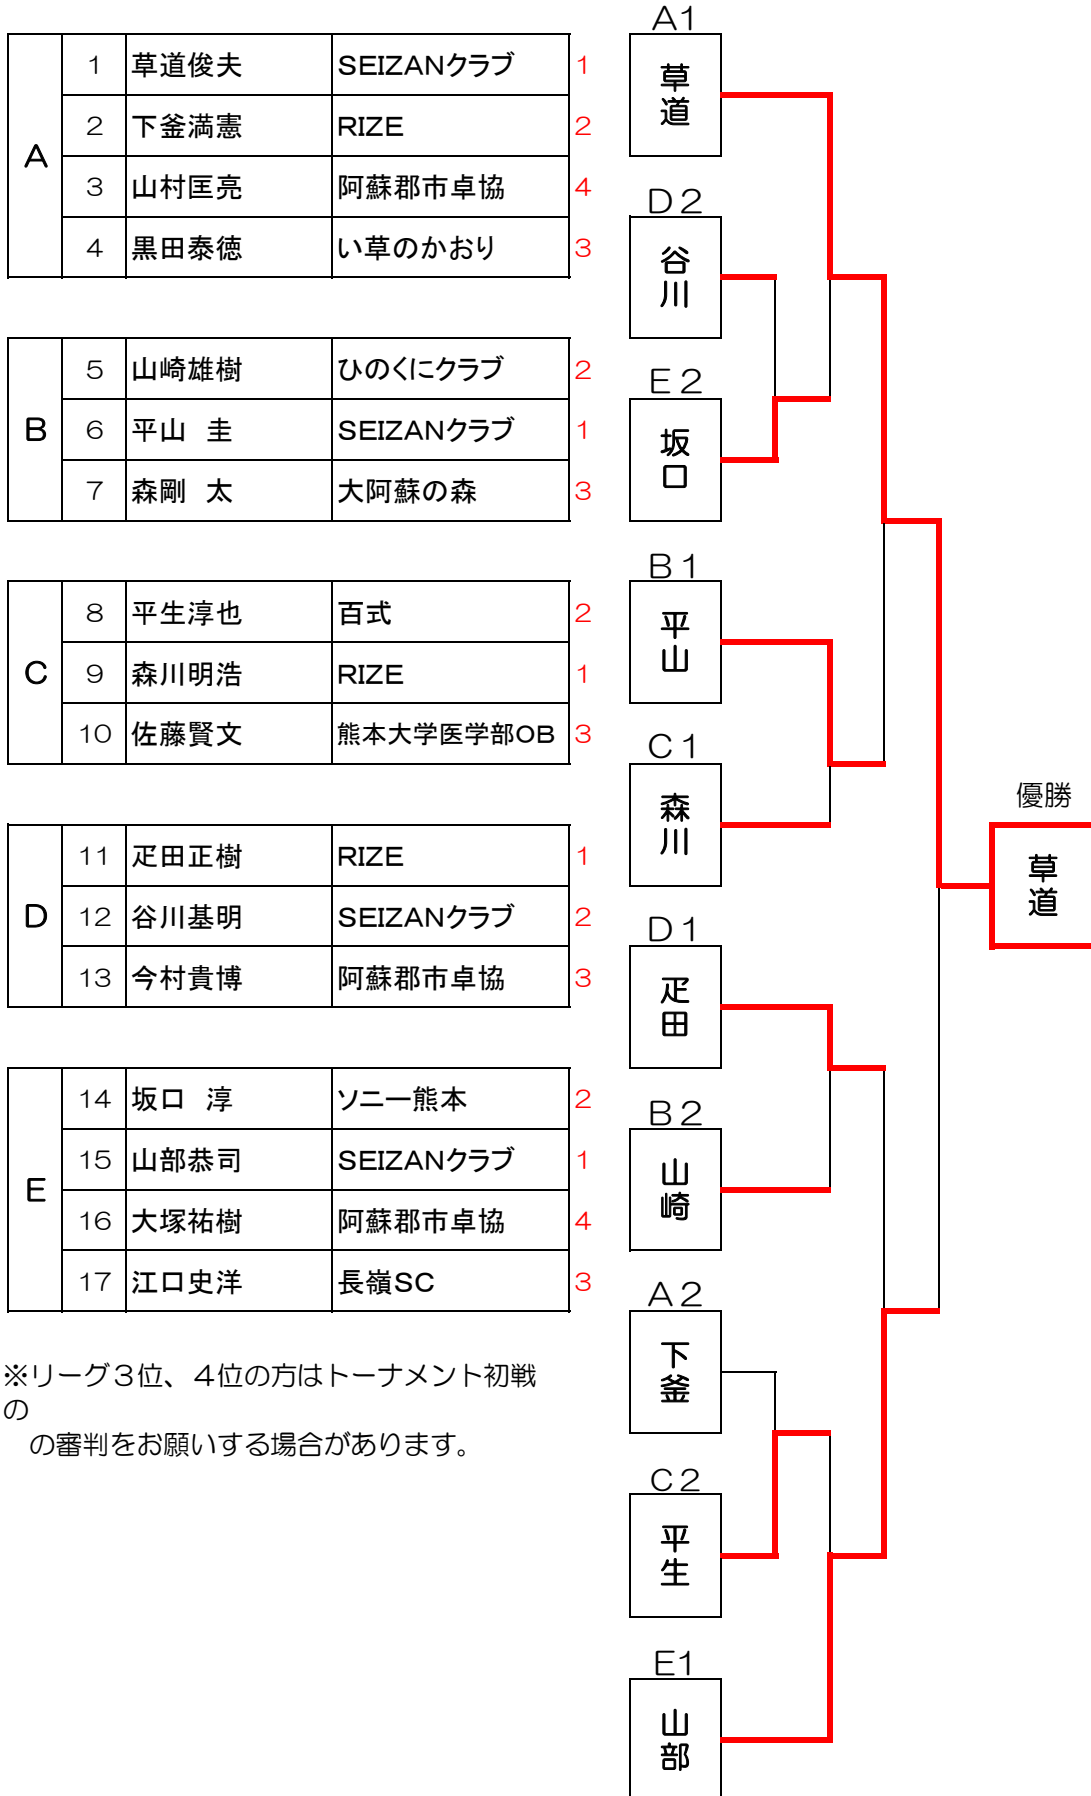 A
1 草道俊夫 SEIZANクラブ 1
2 下釜満憲 RIZE 2
3 山村匡亮 阿蘇郡市卓協 4
4 黒田泰徳 い草のかおり 3
B
5 山崎雄樹 ひのくにクラブ 2
6 平山 圭 SEIZANクラブ 1
7 森剛 太 大阿蘇の森 3
C
8 平生淳也 百式 2
9 森川明浩 RIZE 1
10 佐藤賢文 熊本大学医学部OB 3
D
11 疋田正樹 RIZE 1
12 谷川基明 SEIZANクラブ 2
13 今村貴博 阿蘇郡市卓協 3
E
14 坂口 淳 ソニー熊本 2
15 山部恭司 SEIZANクラブ 1
16 大塚祐樹 阿蘇郡市卓協 4
17 江口史洋 長嶺SC 3
※リーグ3位、4位の方はトーナメント初戦
の
の審判をお願いする場合があります。
A1
草道
D2
谷川
E2
坂口
B1
平山
C1
森川
D1
疋田
B2
山崎
A2
下釜
C2
平生
E1
山部
優勝
草道